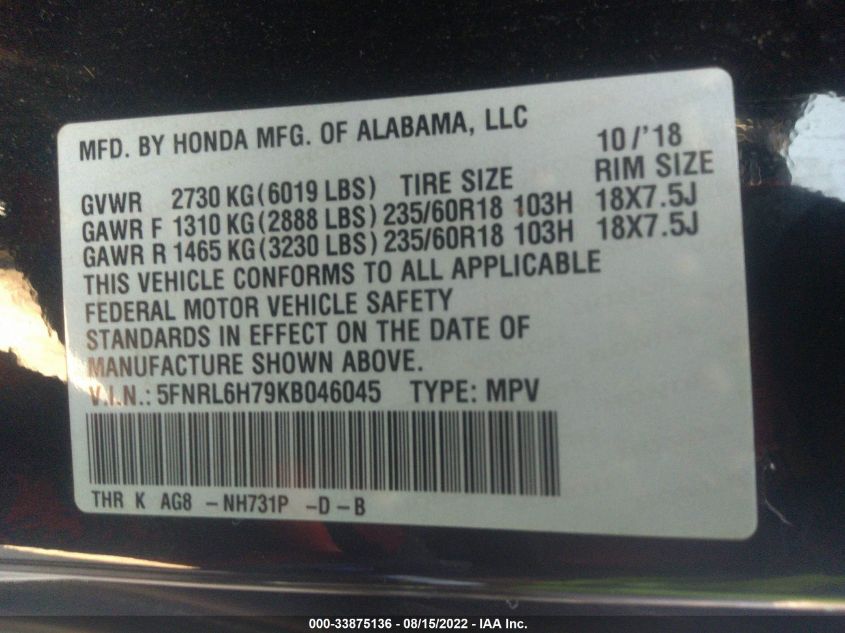 MFD. BY HONDA MFG. OF ALABAMA, LLC 10/'18
GVWR 2730 KG(6019 LBS) TIRE SIZE RIM SIZE
GAWR F 1310 KG(2888 LBS) 235/60R18 103H 18X7.5J
GAWR R 1465 KG(3230 LBS) 235/60R18 103H 18X7.5J
THIS VEHICLE CONFORMS TO ALL APPLICABLE
FEDERAL MOTOR VEHICLE SAFETY
STANDARDS IN EFFECT ON THE DATE OF
MANUFACTURE SHOWN ABOVE.
V.I.N.: 5FNRL6H79KB046045 TYPE: MPV
THR K AG8 -NH731P -D-B
000-33875136 - 08/15/2022 - IAA Inc.